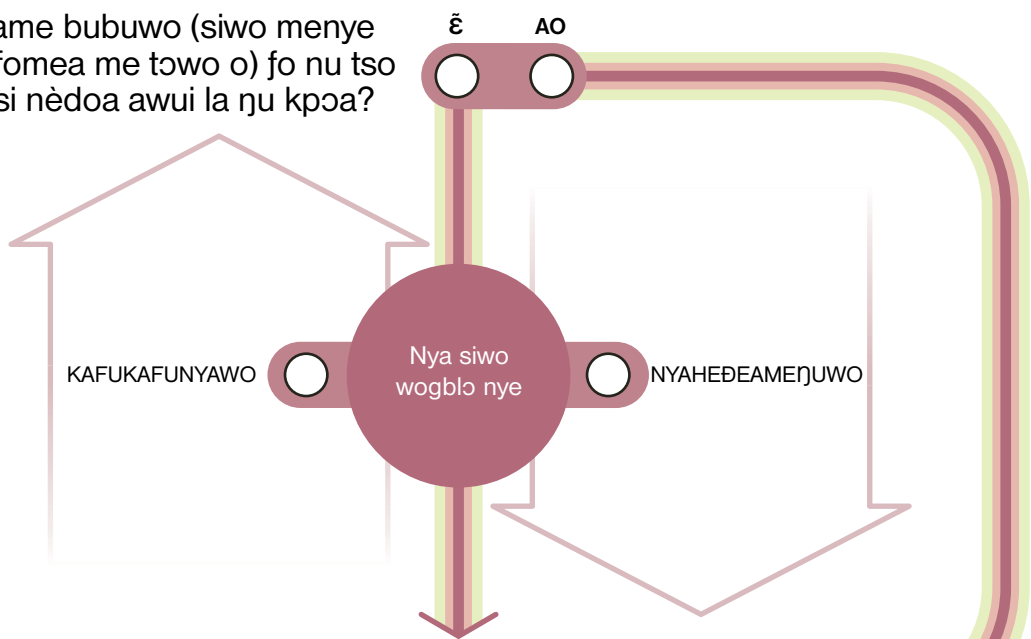 ame bubuwo (siwo menye
fomea me tɔwo o) ƒo nu tso
si nèdoa awui la ŋu kpɔa?
Ɛ̃ AO
Nya siwo
wogblɔ nye
KAFUKAFUNYAWO
NYAHEÐEAMEŊUWO